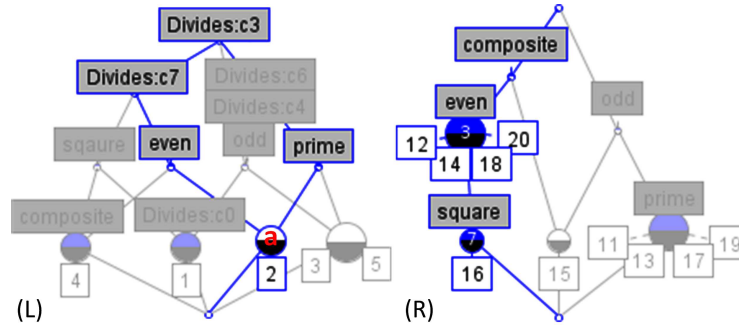 Divides:c3
Divides:c7
Divides:c6
Divides:c4
sqaure
even
odd
prime
composite
Divides:c0
a
4
1
2
3
5
(L)
composite
odd
even
3
12
14
18
20
square
7
16
prime
15
11
13
17
19
(R)